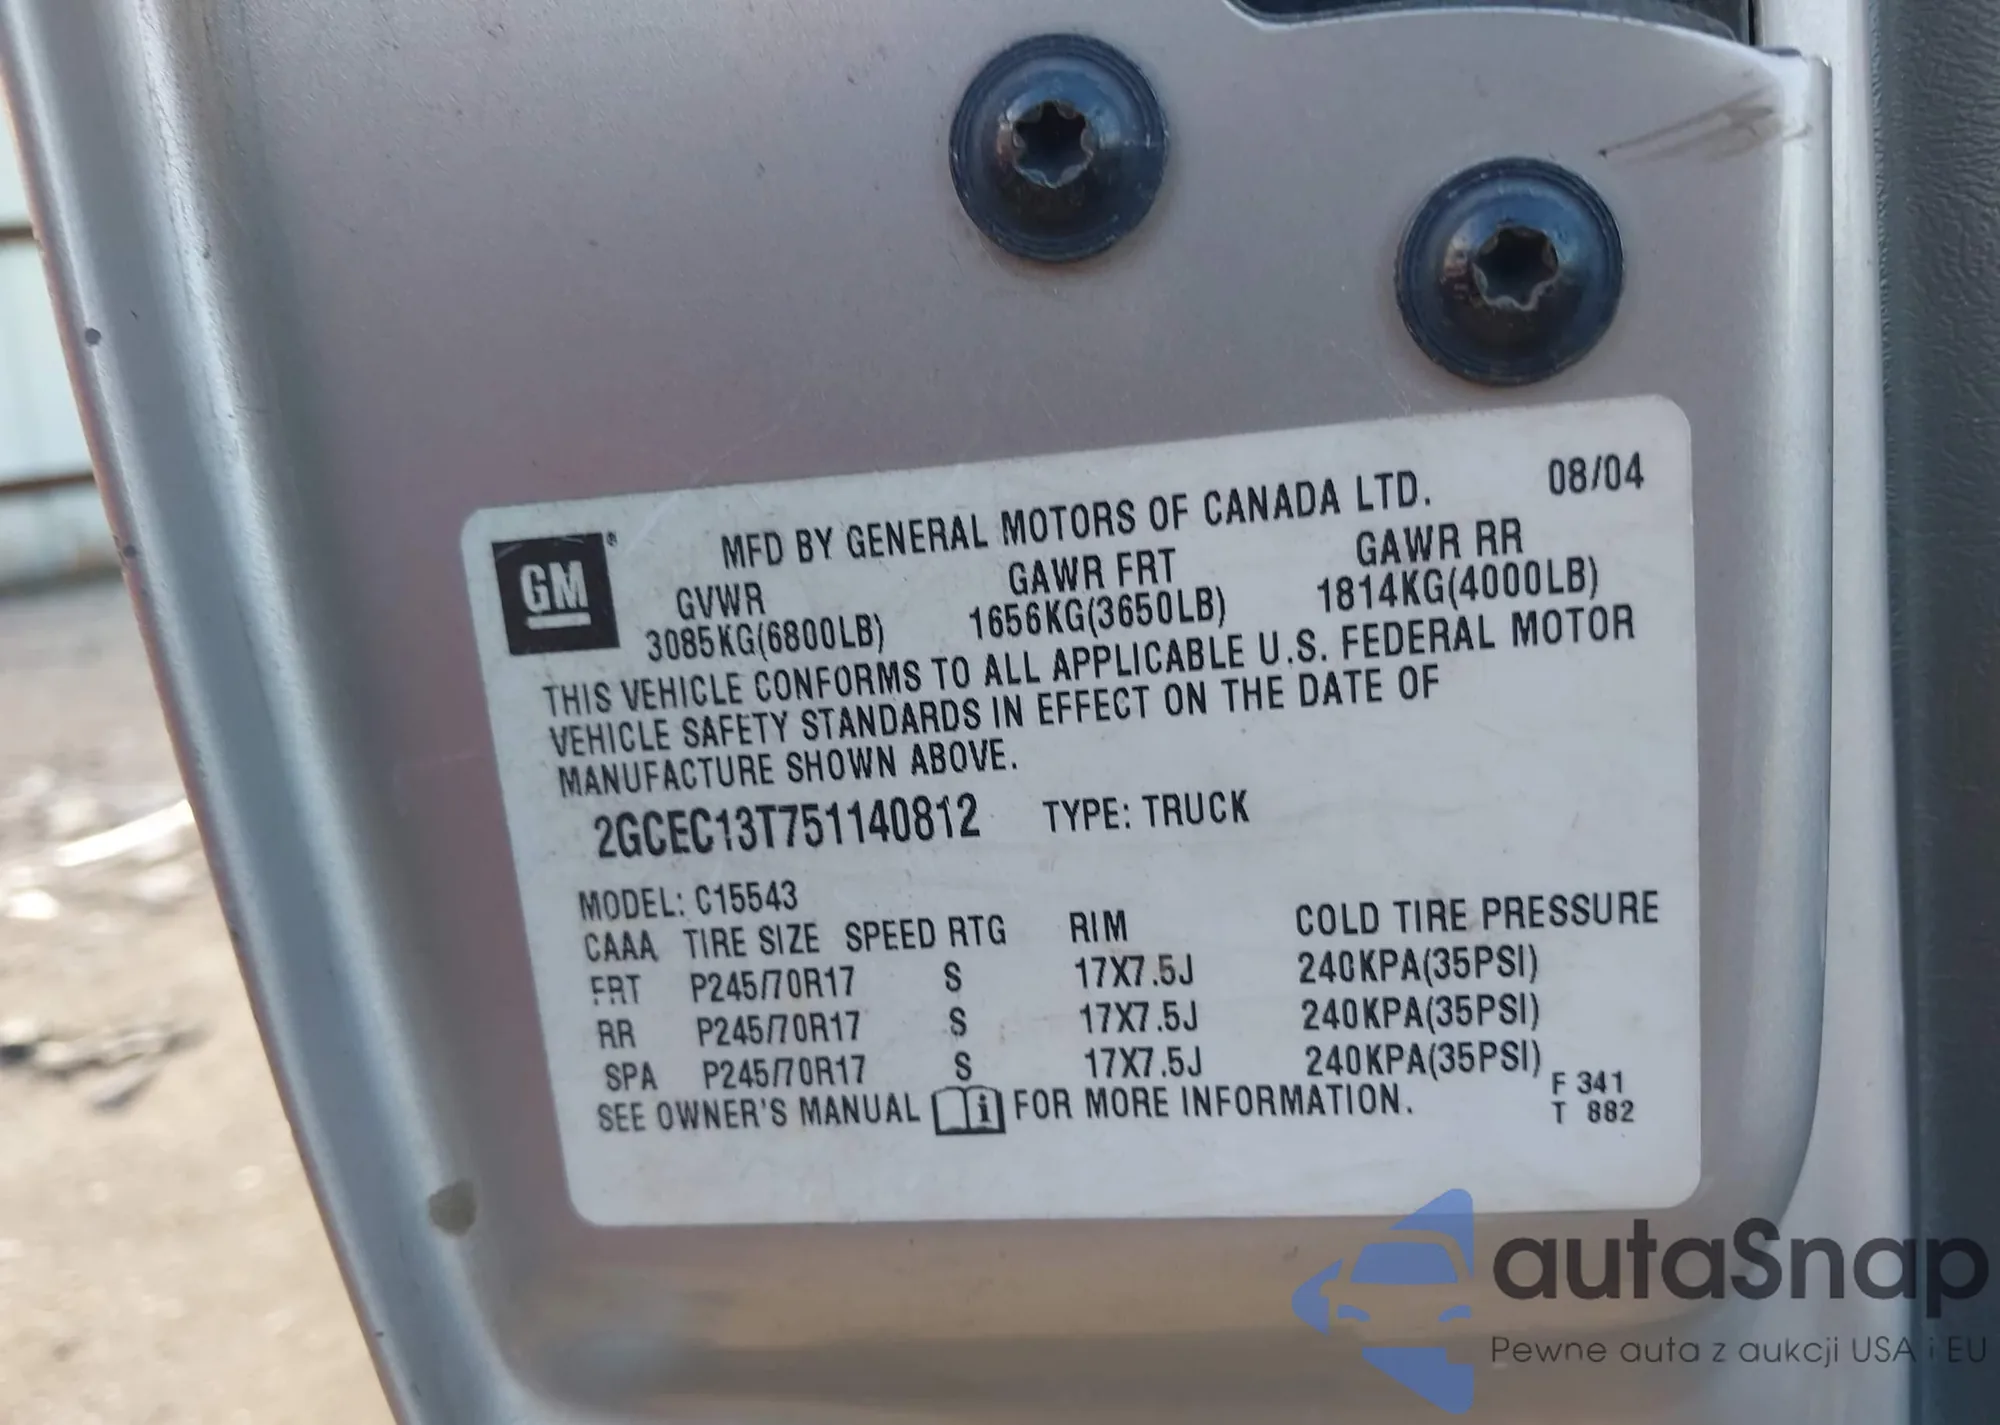 MFD BY GENERAL MOTORS OF CANADA LTD. 08/04
GM
GVWR GAWR FRT GAWR RR
3085KG(6800LB) 1656KG(3650LB) 1814KG(4000LB)
THIS VEHICLE CONFORMS TO ALL APPLICABLE U.S. FEDERAL MOTOR
VEHICLE SAFETY STANDARDS IN EFFECT ON THE DATE OF
MANUFACTURE SHOWN ABOVE.
2GCEC13T751140812 TYPE: TRUCK
MODEL: C15543
CAAA TIRE SIZE SPEED RTG RIM COLD TIRE PRESSURE
FRT P245/70R17 S 17X7.5J 240KPA(35PSI)
RR P245/70R17 S 17X7.5J 240KPA(35PSI)
SPA P245/70R17 S 17X7.5J 240KPA(35PSI)
SEE OWNER'S MANUAL i FOR MORE INFORMATION.
F 341
T 882
autaSnap
Pewne auta z aukcji USA i EU